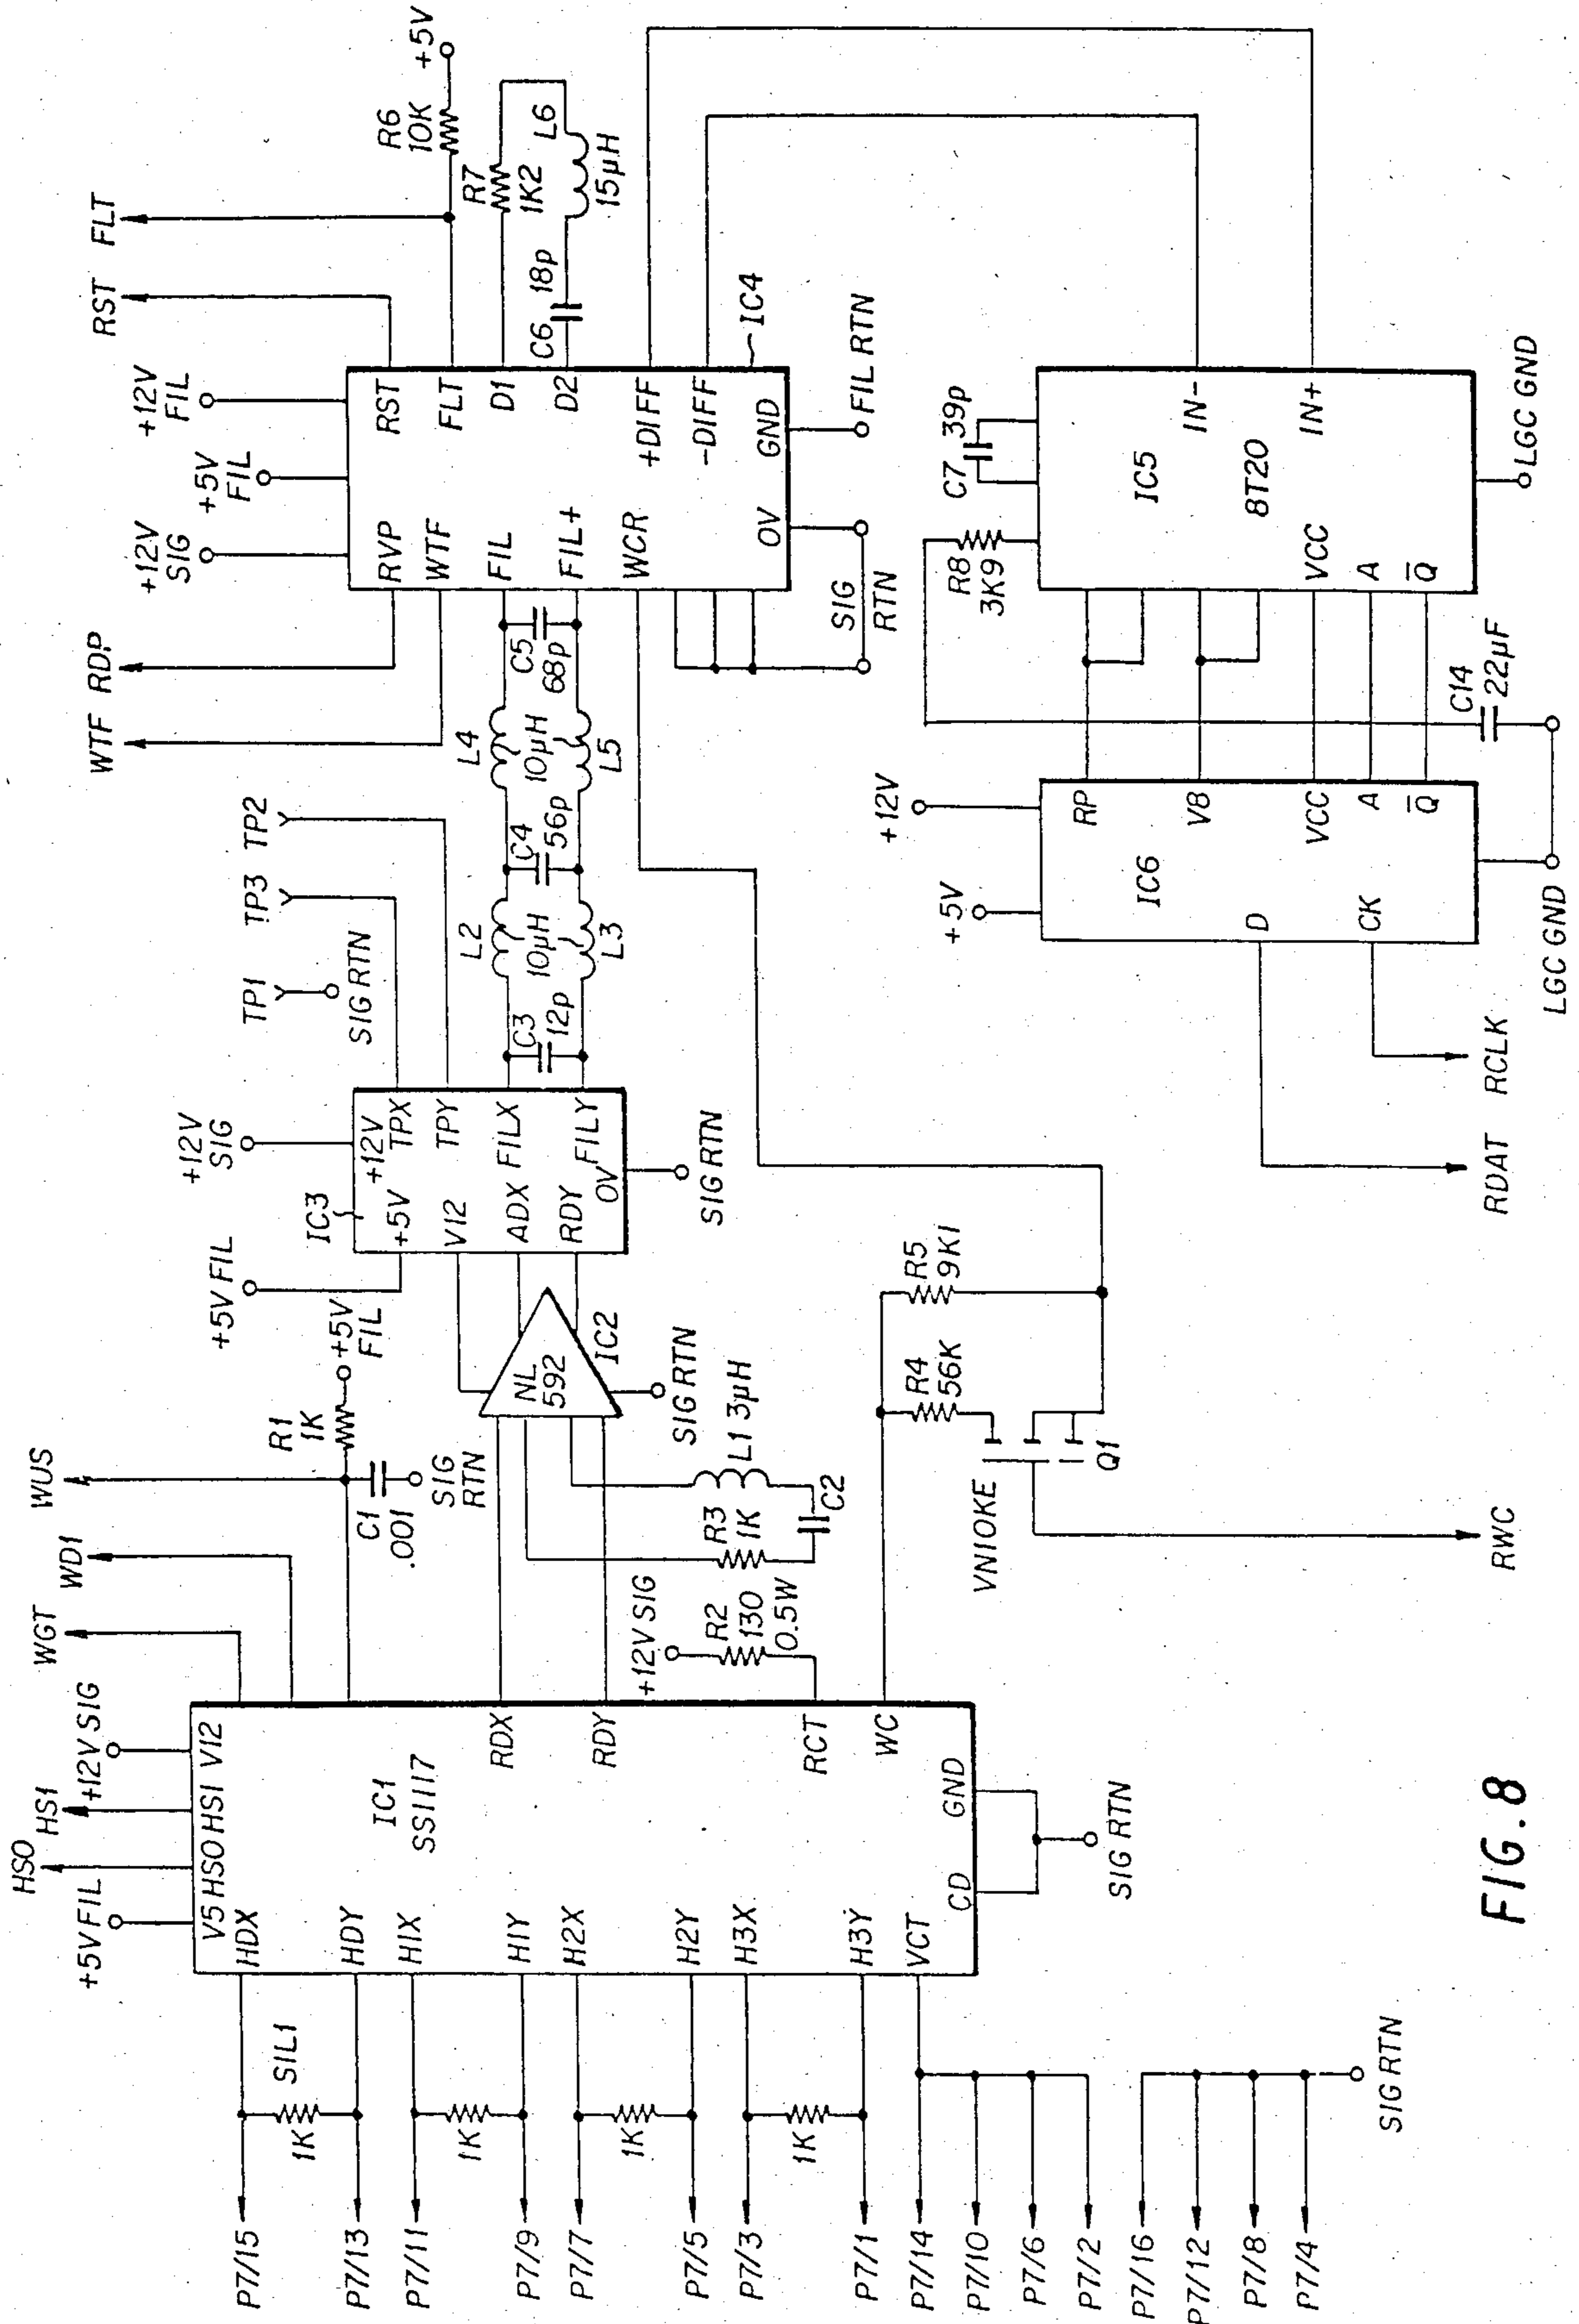 HSO
HS1
+12V SIG
+5V FIL
WGT
WD1
WUS
V5
HSO
HS1
V12
HDX
HDY
H1X
H1Y
H2X
H2Y
H3X
H3Y
VCT
IC1
SS1117
RDX
RDY
RCT
WC
CD
GND
SIG RTN
SIL1
1K
1K
1K
1K
P7/15
P7/13
P7/11
P7/9
P7/7
P7/5
P7/3
P7/1
P7/14
P7/10
P7/6
P7/2
P7/16
P7/12
P7/8
P7/4
SIG RTN
R1
1K
+5V
FIL
C1
.001
SIG
RTN
+12V SIG
R2
130
0.5W
R3
1K
C2
L1 3μH
NL
592
IC2
SIG RTN
R4
56K
R5
9K1
VN10KE
Q1
RWC
+5V FIL
+12V
SIG
IC3
+5V
+12V
TPX
TPY
V12
ADX
FILX
RDY
FILY
OV
SIG RTN
TP1
SIG RTN
TP3
TP2
C3
12p
L2
10μH
L3
C4
56p
L4
10μH
L5
C5
68p
WTF
RDP
RST
FLT
+12V
SIG
+5V
FIL
+12V
FIL
RVP
WTF
FIL
FIL+
WCR
OV
RST
FLT
D1
D2
+DIFF
-DIFF
GND
IC4
SIG
RTN
FIL RTN
R6
10K
+5V
R7
1K2
C6
18p
L6
15μH
+5V
+12V
IC6
RP
V8
VCC
A
Q̅
D
CK
RDAT
RCLK
LGC GND
C14
22μF
R8
3K9
C7
39p
IC5
8T20
IN-
IN+
VCC
A
Q̅
LGC GND
FIG. 8